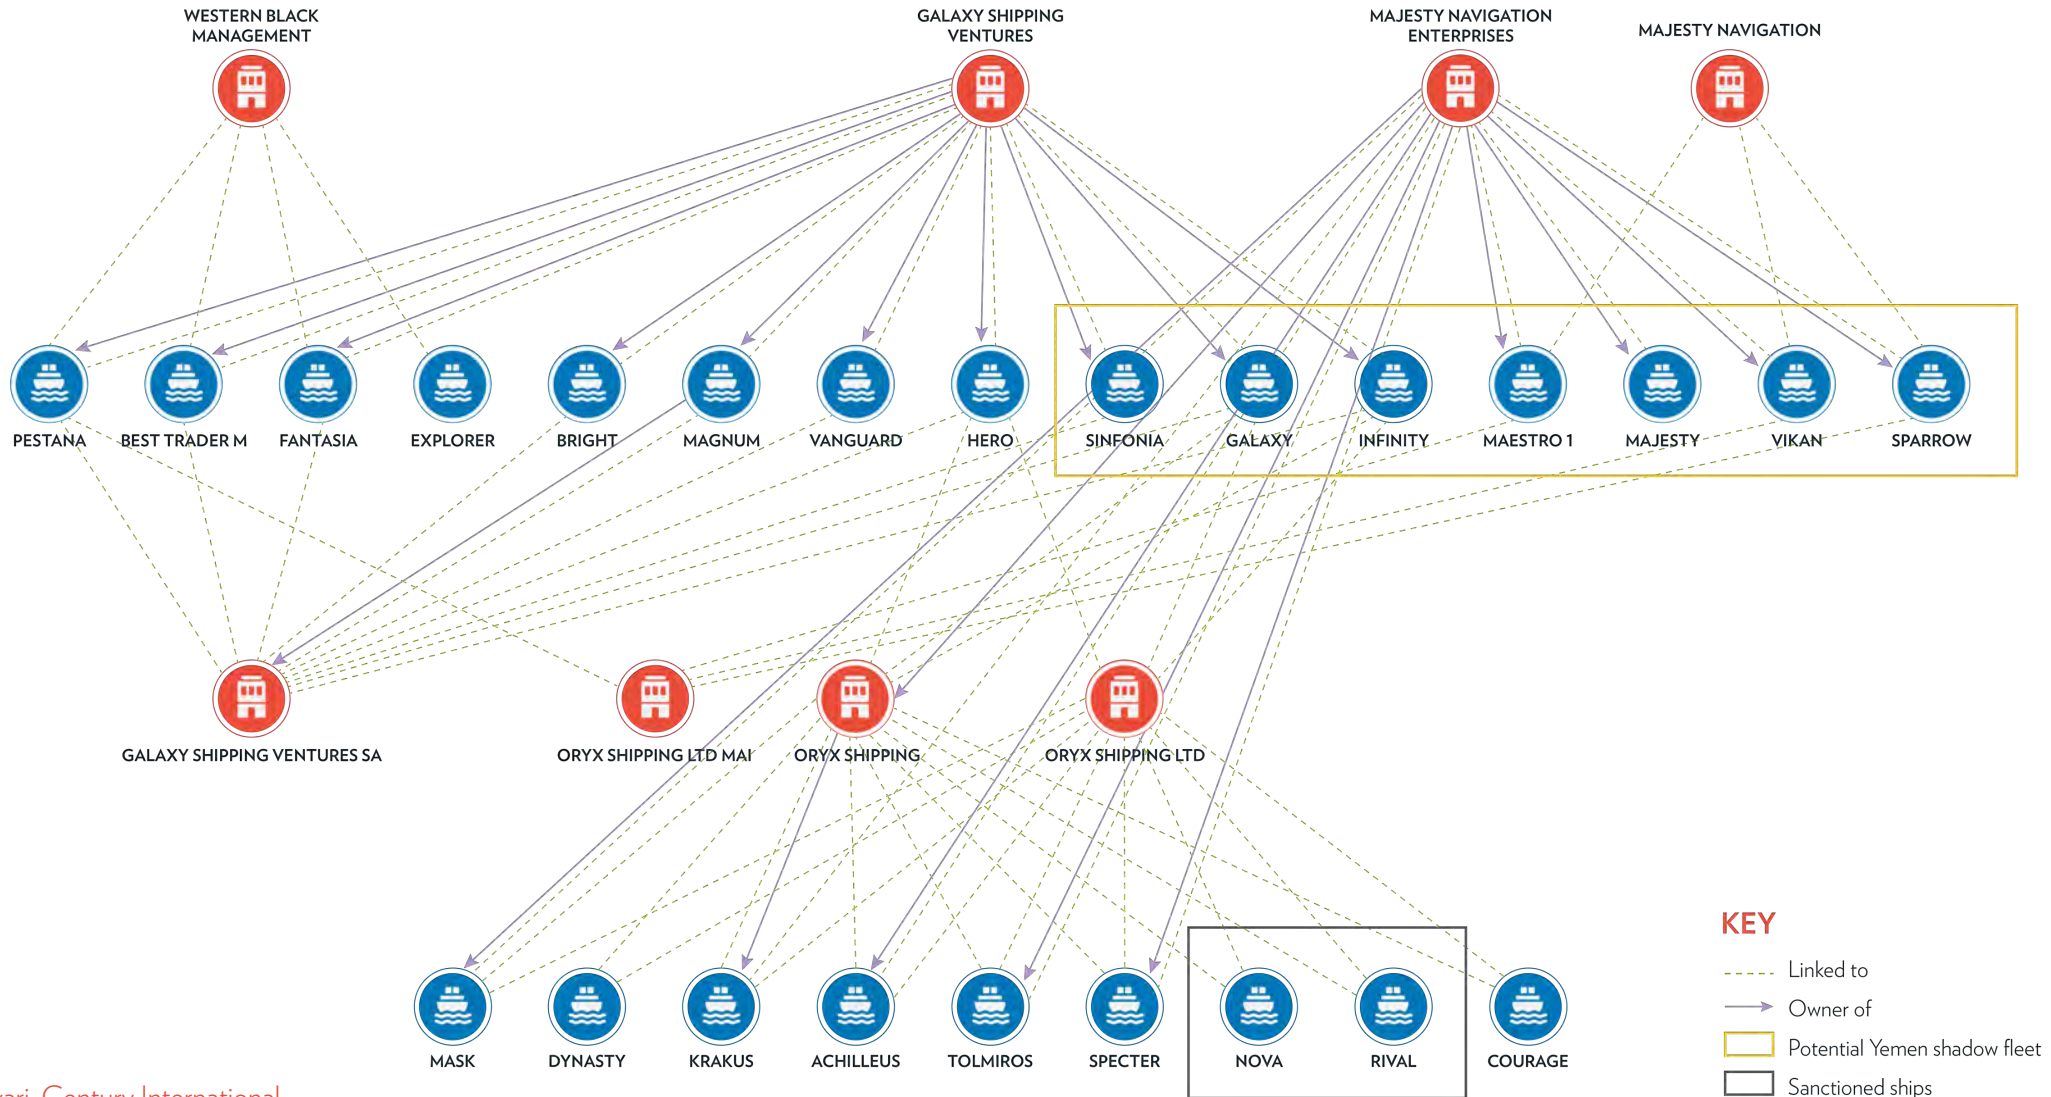 WESTERN BLACK
MANAGEMENT
GALAXY SHIPPING
VENTURES
MAJESTY NAVIGATION
ENTERPRISES
MAJESTY NAVIGATION
PESTANA
BEST TRADER M
FANTASIA
EXPLORER
BRIGHT
MAGNUM
VANGUARD
HERO
SINFONIA
GALAXY
INFINITY
MAESTRO 1
MAJESTY
VIKAN
SPARROW
GALAXY SHIPPING VENTURES SA
ORYX SHIPPING LTD MAI
ORYX SHIPPING
ORYX SHIPPING LTD
MASK
DYNASTY
KRAKUS
ACHILLEUS
TOLMIROS
SPECTER
NOVA
RIVAL
COURAGE
KEY
Linked to
Owner of
Potential Yemen shadow fleet
Sanctioned ships
Century International